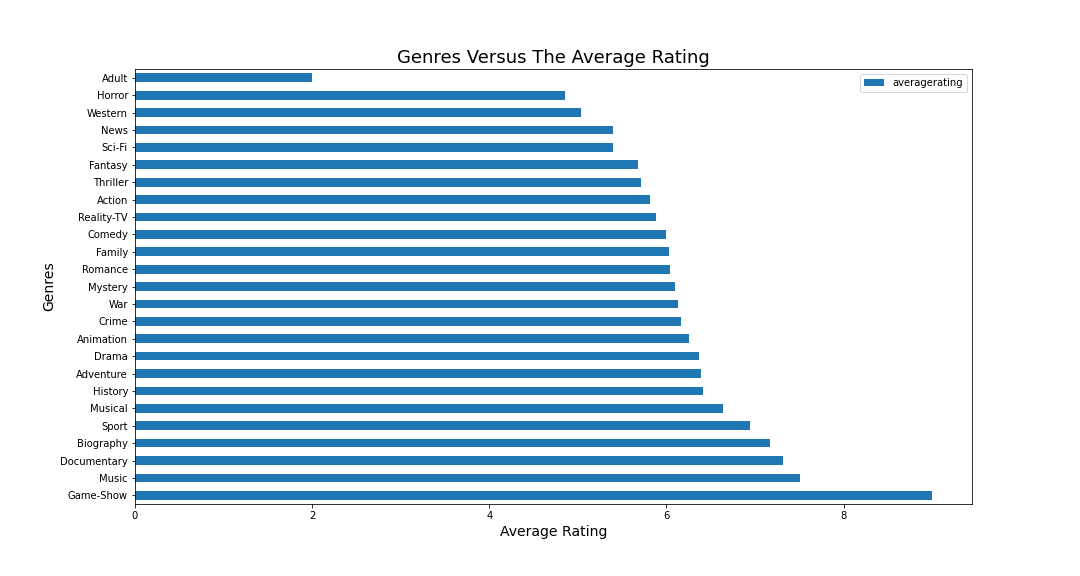 Genres Versus The Average Rating
averagerating
Genres
Adult
Horror
Western
News
Sci-Fi
Fantasy
Thriller
Action
Reality-TV
Comedy
Family
Romance
Mystery
War
Crime
Animation
Drama
Adventure
History
Musical
Sport
Biography
Documentary
Music
Game-Show
0 2 4 6 8
Average Rating